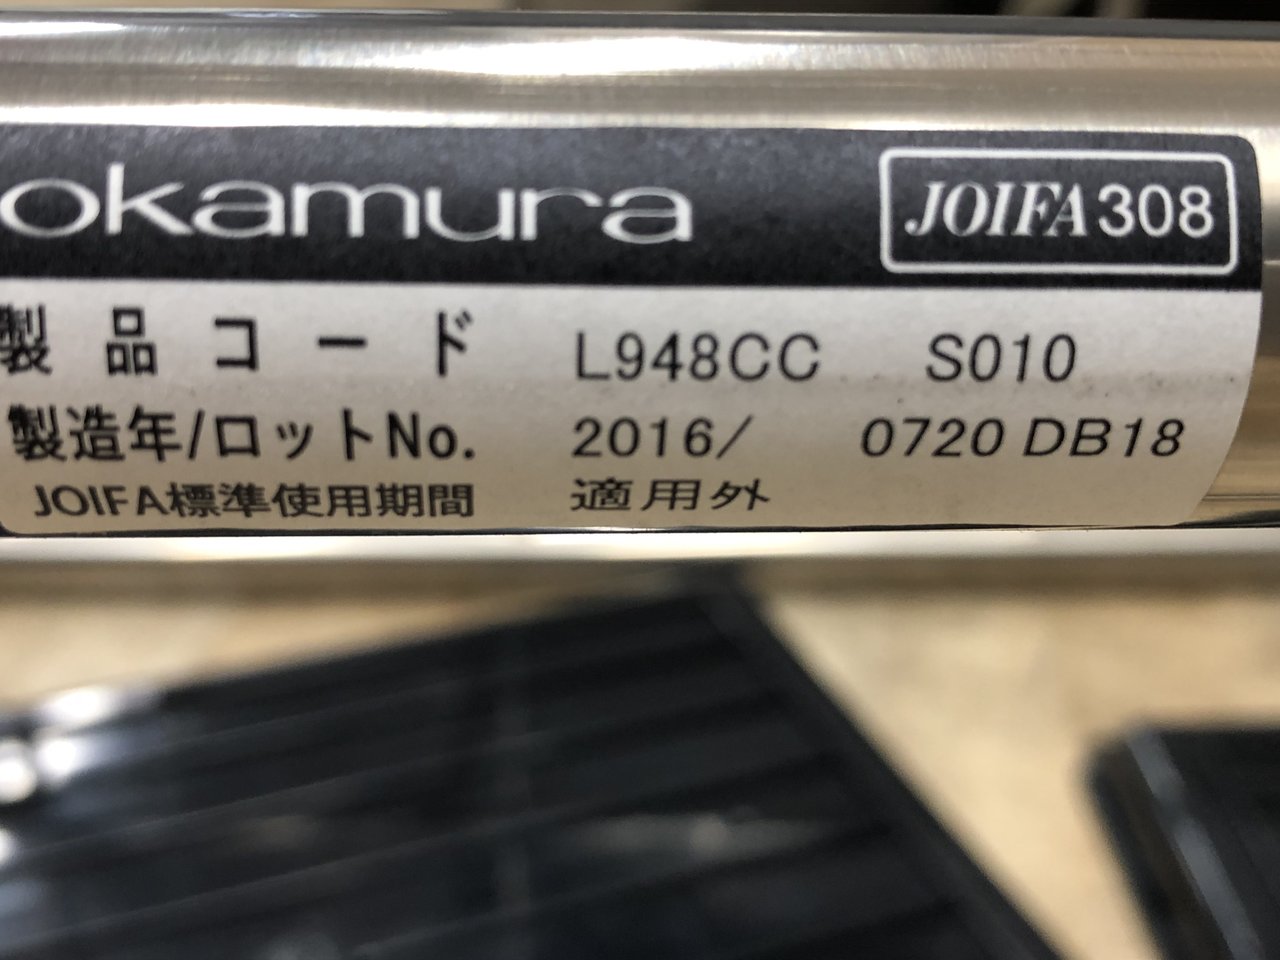 okamura JOIFA308
製品コード L948CC S010
製造年/ロットNo. 2016/ 0720 DB18
JOIFA標準使用期間 適用外